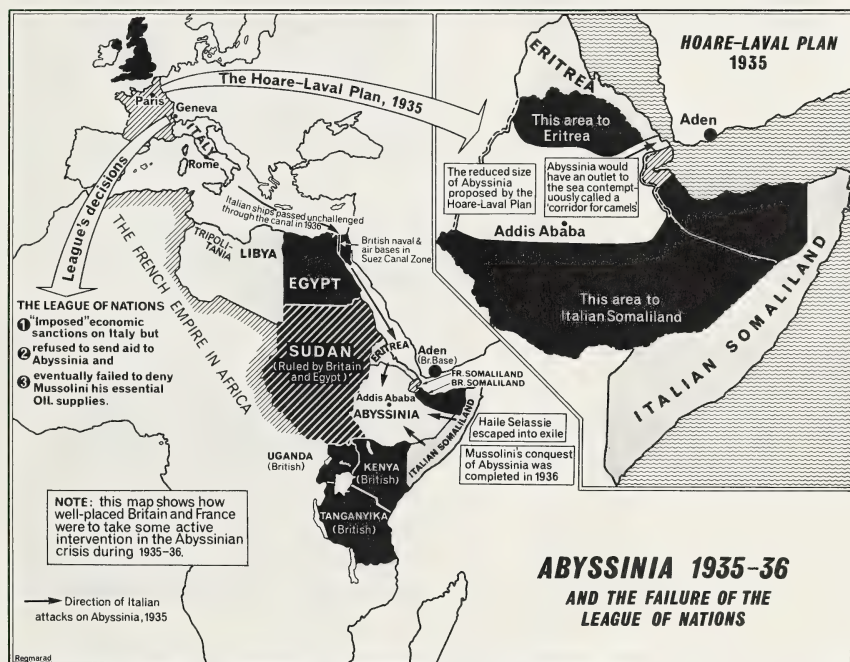 HOARE-LAVAL PLAN
1935
The Hoare-Laval Plan, 1935
Paris
Geneva
ITALY
Rome
League's decisions
Italian ships passed unchallenged
through the canal in 1936
British naval &
air bases in
Suez Canal Zone
THE FRENCH EMPIRE IN AFRICA
TRIPOLI-
TANIA
LIBYA
EGYPT
SUDAN
(Ruled by Britain
and Egypt)
ERITREA
Aden
(Br. Base)
FR. SOMALILAND
BR. SOMALILAND
Addis Ababa
ABYSSINIA
ITALIAN SOMALILAND
UGANDA
(British)
KENYA
(British)
TANGANYIKA
(British)
Haile Selassie
escaped into exile
Mussolini's conquest
of Abyssinia was
completed in 1936
THE LEAGUE OF NATIONS
1 "Imposed" economic
sanctions on Italy but
2 refused to send aid to
Abyssinia and
3 eventually failed to deny
Mussolini his essential
OIL supplies.
NOTE: this map shows how
well-placed Britain and France
were to take some active
intervention in the Abyssinian
crisis during 1935-36.
Direction of Italian
attacks on Abyssinia, 1935
Regmarad
ERITREA
This area to
Eritrea
Aden
The reduced size
of Abyssinia
proposed by the
Hoare-Laval Plan
Abyssinia would
have an outlet to
the sea contempt-
uously called a
'corridor for camels'
Addis Ababa
This area to
Italian Somaliland
ITALIAN SOMALILAND
ABYSSINIA 1935-36
AND THE FAILURE OF THE
LEAGUE OF NATIONS